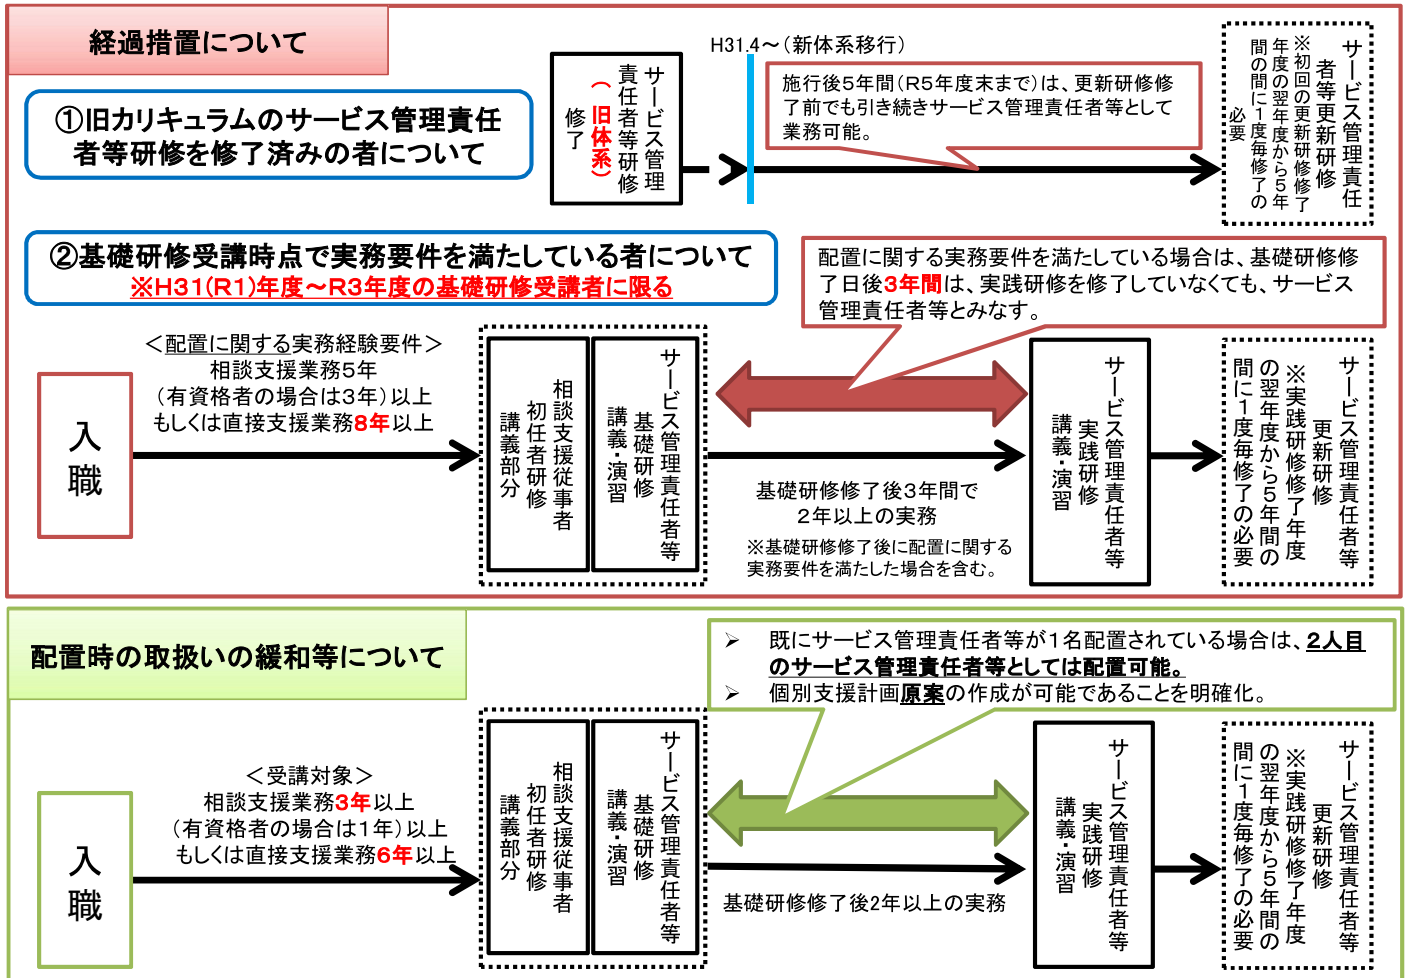 経過措置について
①旧カリキュラムのサービス管理責任
者等研修を修了済みの者について
サービス管理
責任者等研修
(旧体系)
修了
H31.4～(新体系移行)
施行後5年間(R5年度末まで)は、更新研修修
了前でも引き続きサービス管理責任者等として
業務可能。
サービス管理責任
者等更新研修
※初回の更新研修修了
年度の翌年度から5年
間の間に1度毎修了の
必要
②基礎研修受講時点で実務要件を満たしている者について
※H31(R1)年度～R3年度の基礎研修受講者に限る
配置に関する実務要件を満たしている場合は、基礎研修修
了日後3年間は、実践研修を修了していなくても、サービス
管理責任者等とみなす。
入
職
＜配置に関する実務経験要件＞
相談支援業務5年
(有資格者の場合は3年)以上
もしくは直接支援業務8年以上
相談支援従事者
初任者研修
講義部分
サービス管理責任者等
基礎研修
講義・演習
基礎研修修了後3年間で
2年以上の実務
※基礎研修修了後に配置に関する
実務要件を満たした場合を含む。
サービス管理責任者等
実践研修
講義・演習
サービス管理責任者等
更新研修
※実践研修修了年度
の翌年度から5年間の
間に1度毎修了の必要
配置時の取扱いの緩和等について
➢ 既にサービス管理責任者等が1名配置されている場合は、2人目
のサービス管理責任者等としては配置可能。
➢ 個別支援計画原案の作成が可能であることを明確化。
入
職
＜受講対象＞
相談支援業務3年以上
(有資格者の場合は1年)以上
もしくは直接支援業務6年以上
相談支援従事者
初任者研修
講義部分
サービス管理責任者等
基礎研修
講義・演習
基礎研修修了後2年以上の実務
サービス管理責任者等
実践研修
講義・演習
サービス管理責任者等
更新研修
※実践研修修了年度
の翌年度から5年間の
間に1度毎修了の必要